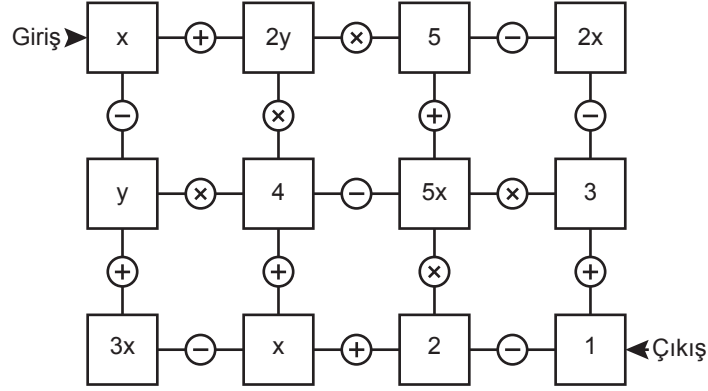 Giriş x + 2y × 5 − 2x
− × + −
y × 4 − 5x × 3
+ + × +
3x − x + 2 − 1 Çıkış